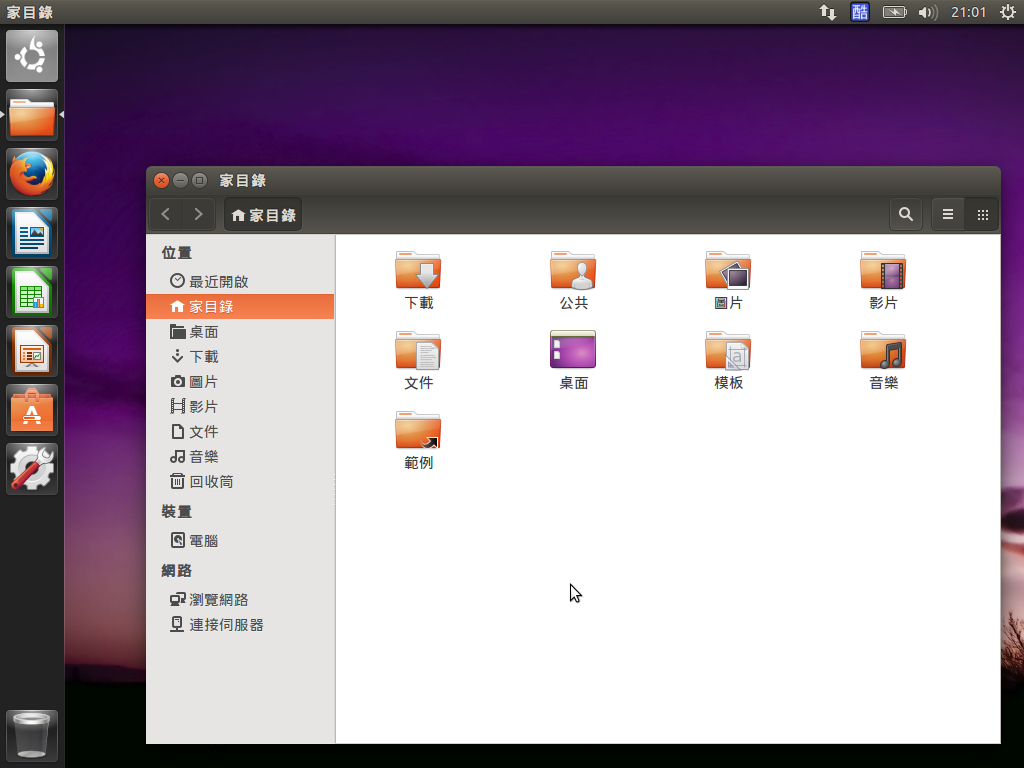 家目錄
酷
21:01
家目錄
家目錄
位置
最近開啟
家目錄
桌面
下載
圖片
影片
文件
音樂
回收筒
裝置
電腦
網路
瀏覽網路
連接伺服器
下載 公共 圖片 影片
文件 桌面 模板 音樂
範例